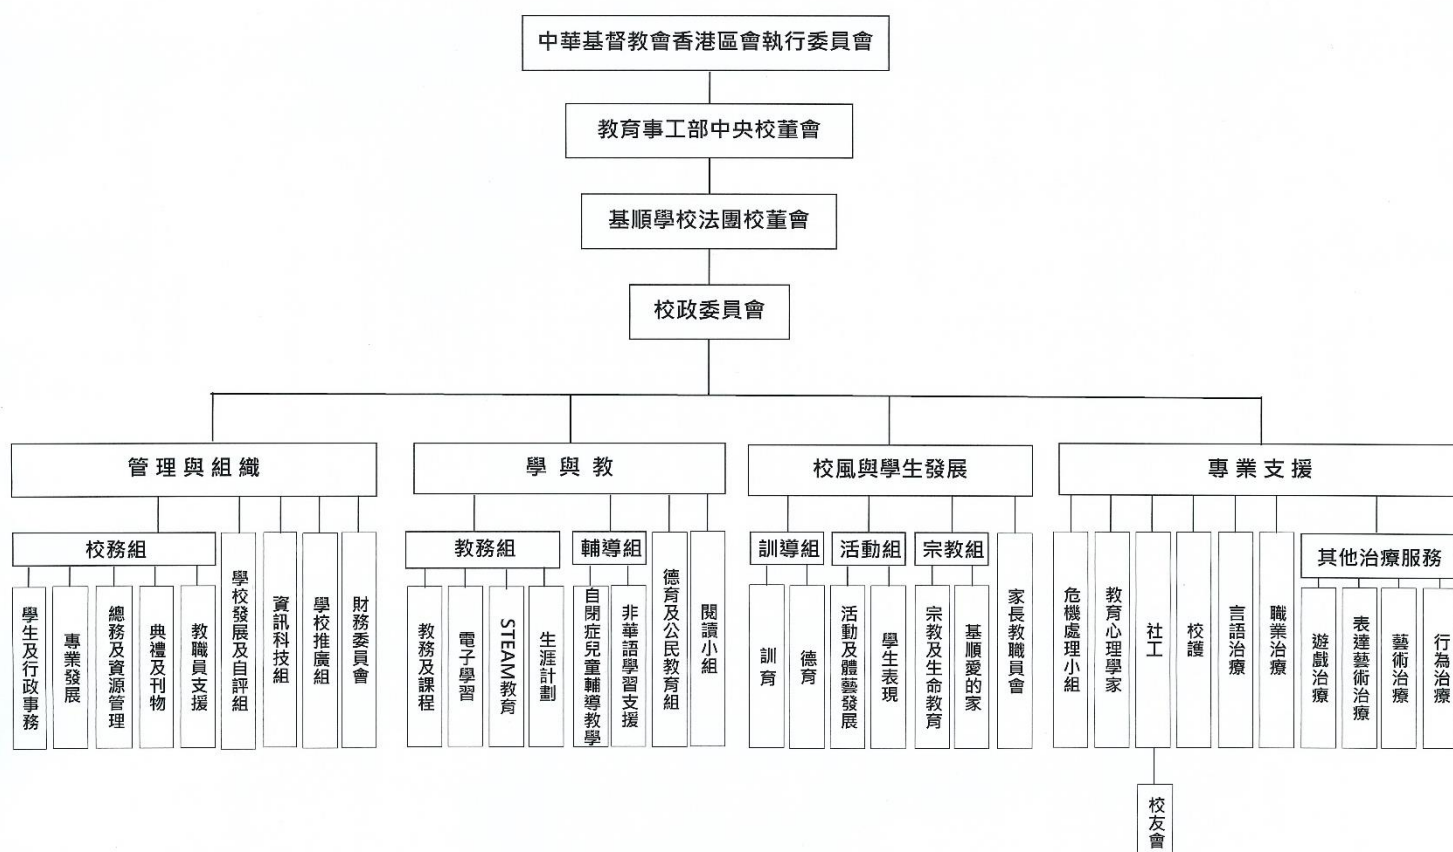 中華基督教會香港區會執行委員會
教育事工部中央校董會
基順學校法團校董會
校政委員會
管理與組織
學與教
校風與學生發展
專業支援
校務組
學生及行政事務
專業發展
總務及資源管理
典禮及刊物
教職員支援
學校發展及自評組
資訊科技組
學校推廣組
財務委員會
教務組
教務及課程
電子學習
STEAM教育
生涯計劃
輔導組
自閉症兒童輔導教學
非華語學習支援
德育及公民教育組
閱讀小組
訓導組
訓育
德育
活動組
活動及體藝發展
學生表現
宗教組
宗教及生命教育
基順愛的家
家長教職員會
危機處理小組
教育心理學家
社工
校友會
校護
言語治療
職業治療
其他治療服務
遊戲治療
表達藝術治療
藝術治療
行為治療